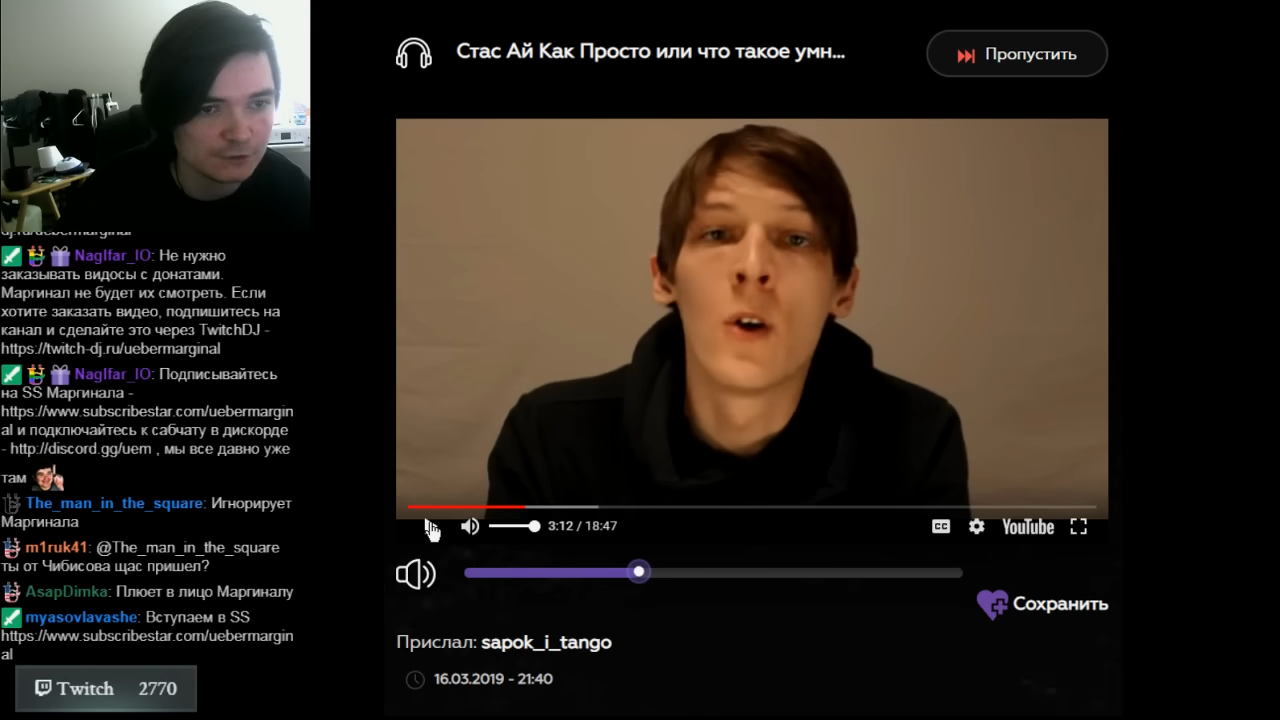 Стас Ай Как Просто или что такое умн...
Пропустить
dj.ru/uebermarginal
Naglfar_IO: Не нужно
заказывать видосы с донатами.
Маргинал не будет их смотреть. Если
хотите заказать видео, подпишитесь на
канал и сделайте это через TwitchDJ -
https://twitch-dj.ru/uebermarginal
Naglfar_IO: Подписывайтесь
на SS Маргинала -
https://www.subscribestar.com/uebermargin
al и подключайтесь к сабчату в дискорде
- http://discord.gg/uem , мы все давно уже
там
The_man_in_the_square: Игнорирует
Маргинала
m1ruk41: @The_man_in_the_square
ты от Чибисова щас пришел?
AsapDimka: Плюет в лицо Маргиналу
myasovlavashe: Вступаем в SS
https://www.subscribestar.com/uebermargin
al
Twitch 2770
3:12 / 18:47
CC
YouTube
Сохранить
Прислал: sapok_i_tango
16.03.2019 - 21:40